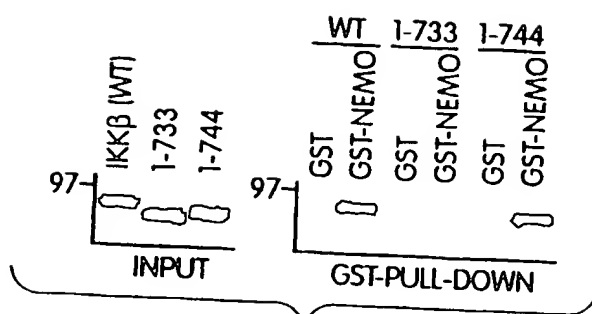 WT 1-733 1-744
IKKβ (WT)
1-733
1-744
GST
GST-NEMO
GST
GST-NEMO
GST
GST-NEMO
97
97
INPUT
GST-PULL-DOWN